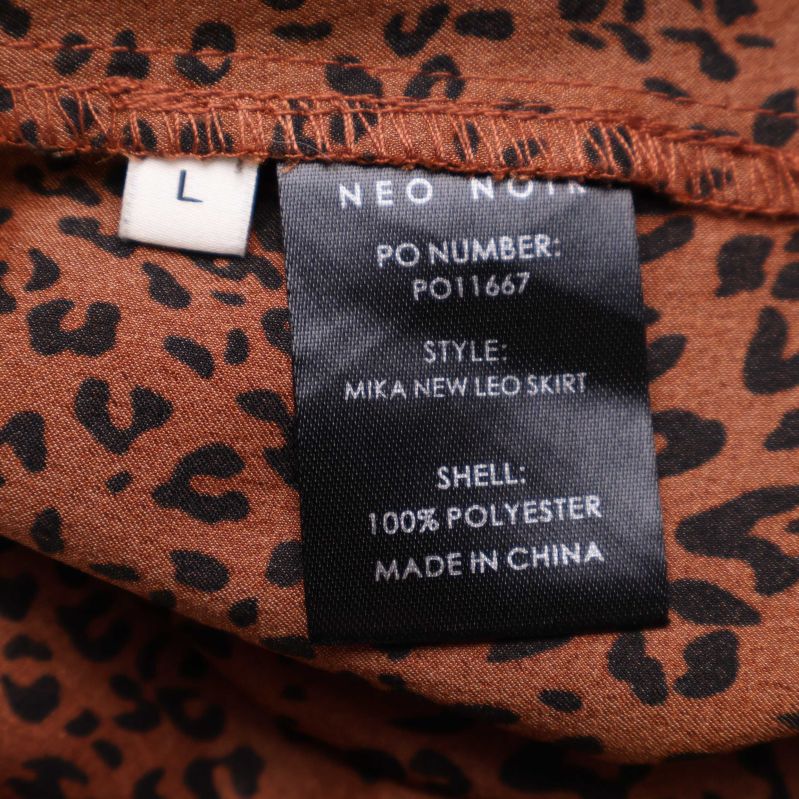 L
NEO NOIR
PO NUMBER:
PO11667
STYLE:
MIKA NEW LEO SKIRT
SHELL:
100% POLYESTER
MADE IN CHINA